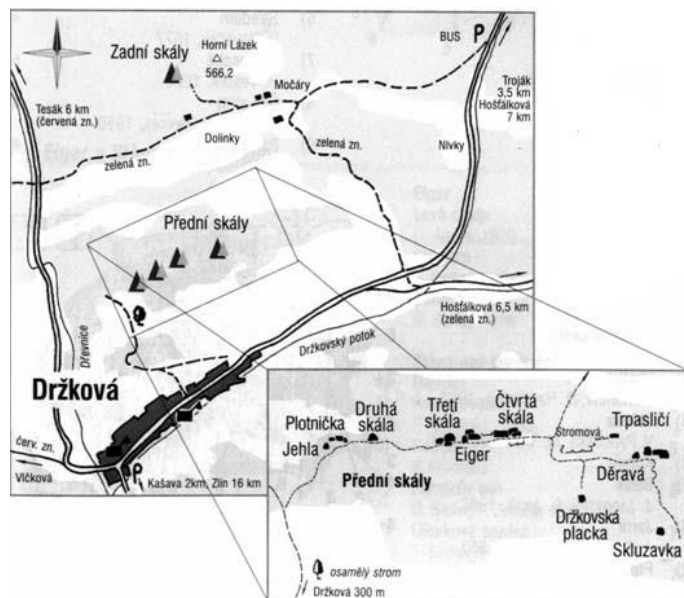 BUS
P
Zadní skály
Horní Lázek
566,2
Močáry
Tesák 6 km
(červená zn.)
Troják
3,5 km
Hošťálková
7 km
Dolinky
zelená zn.
zelená zn.
Nivky
Přední skály
Dřevnice
Hošťálková 6,5 km
(zelená zn.)
Držkovský potok
Držková
červ. zn.
Vlčková
P
Kašava 2km, Zlín 16 km
Plotnička
Druhá
skála
Třetí
skála
Čtvrtá
skála
Stromová
Trpasličí
Jehla
Eiger
Přední skály
Děravá
Držkovská
placka
Skluzavka
osamělý strom
Držková 300 m